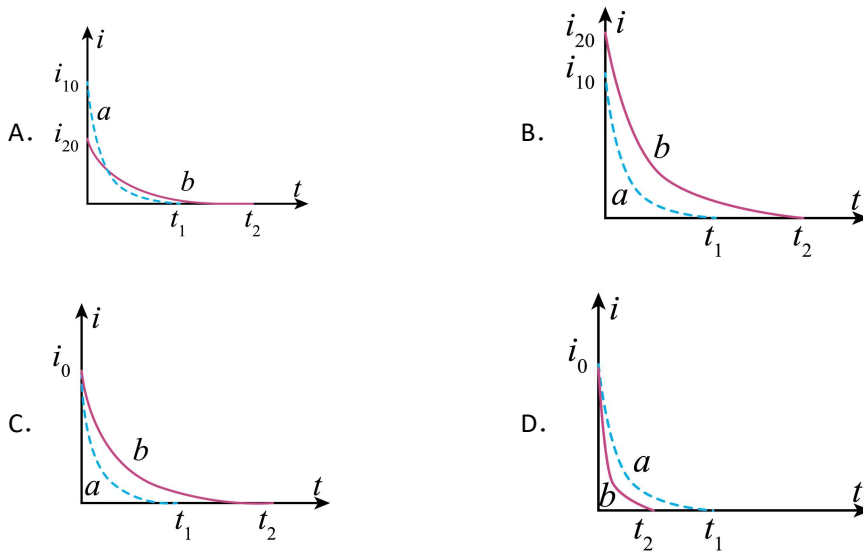 A.
i
i₁₀
a
i₂₀
b
t
t₁
t₂
B.
i₂₀
i
i₁₀
b
a
t
t₁
t₂
C.
i
i₀
b
a
t
t₁
t₂
D.
i
i₀
a
b
t
t₂
t₁